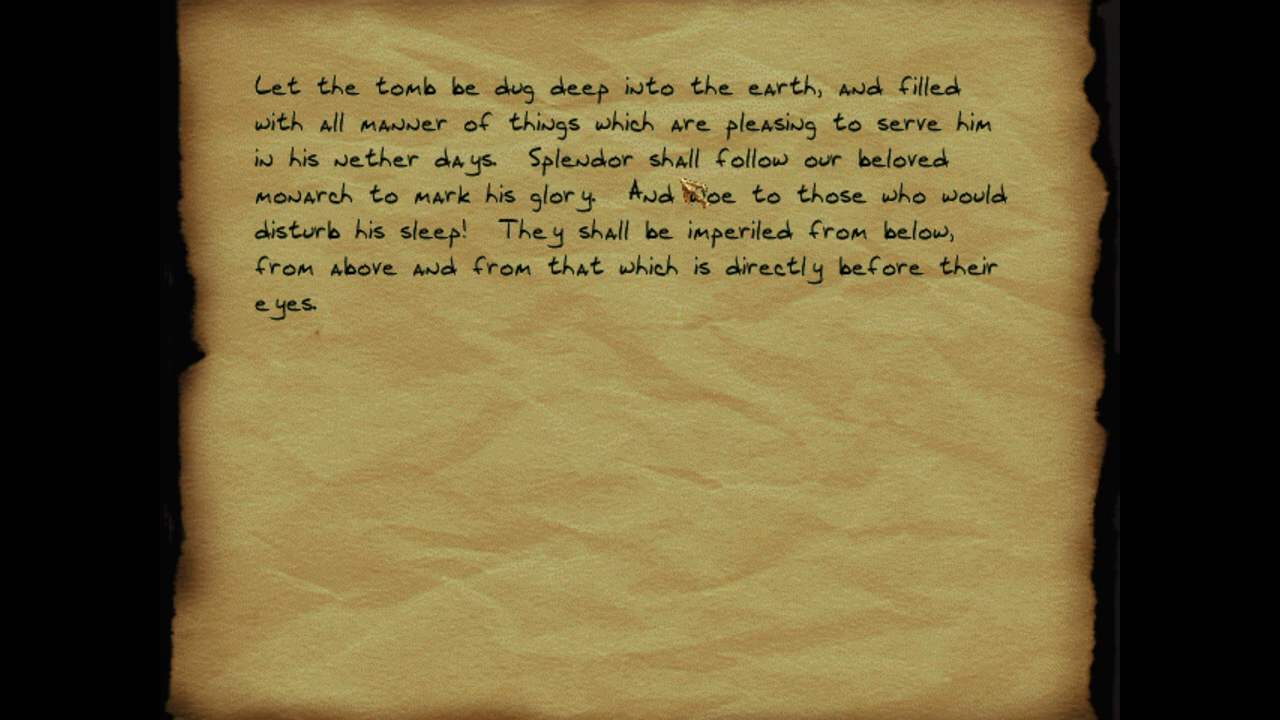 Let the tomb be dug deep into the earth, and filled
with all manner of things which are pleasing to serve him
in his nether days. Splendor shall follow our beloved
monarch to mark his glory. And woe to those who would
disturb his sleep! They shall be imperiled from below,
from above and from that which is directly before their
eyes.